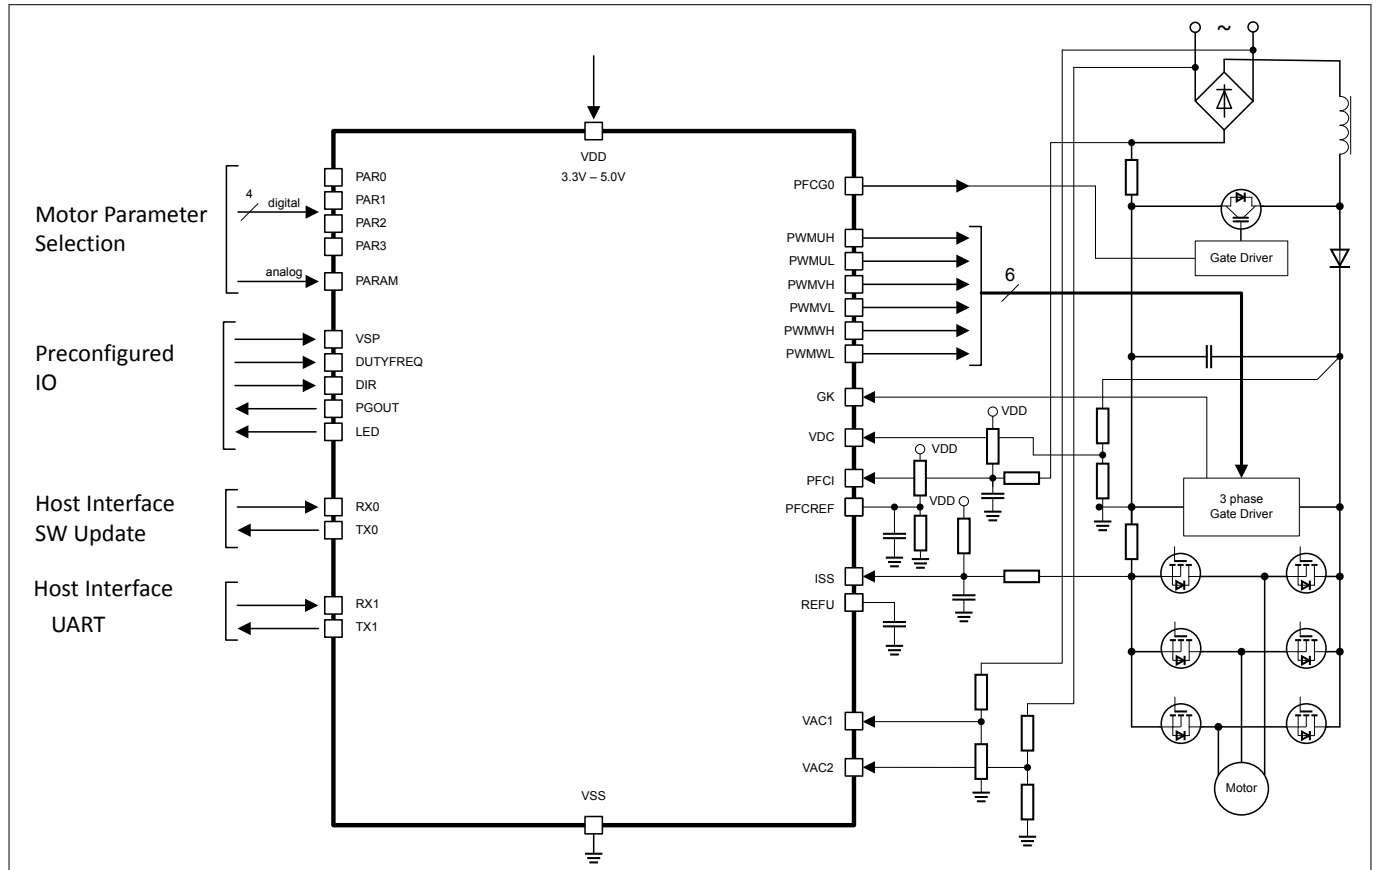 ~
VDD
3.3V – 5.0V
Motor Parameter
Selection
4
digital
analog
PAR0
PAR1
PAR2
PAR3
PARAM
Preconfigured
IO
VSP
DUTYFREQ
DIR
PGOUT
LED
Host Interface
SW Update
RX0
TX0
Host Interface
UART
RX1
TX1
PFCG0
PWMUH
PWMUL
PWMVH
PWMVL
PWMWH
PWMWL
6
GK
VDC
PFCI
PFCREF
ISS
REFU
VAC1
VAC2
VDD
VDD
VDD
Gate Driver
3 phase
Gate Driver
Motor
VSS